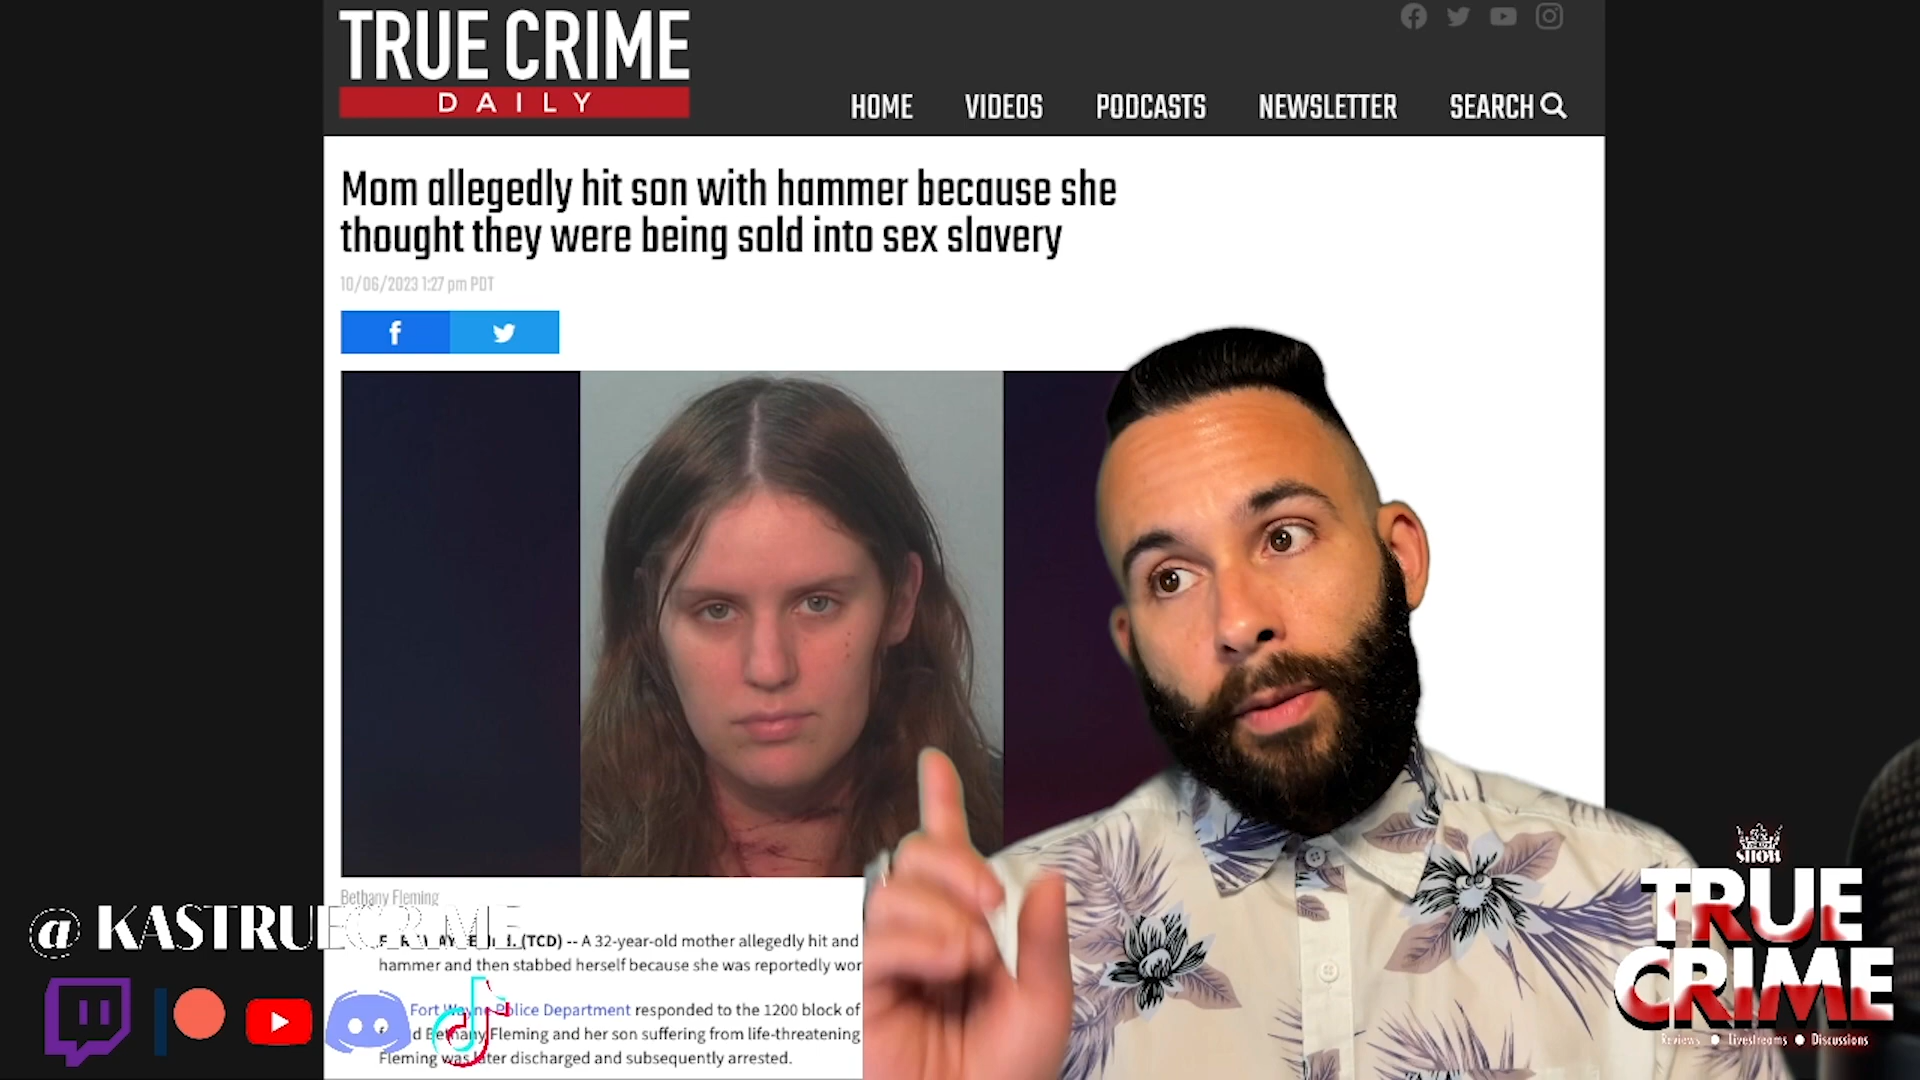 TRUE CRIME
DAILY
HOME VIDEOS PODCASTS NEWSLETTER SEARCH
Mom allegedly hit son with hammer because she
thought they were being sold into sex slavery
10/06/2023 1:27 pm PDT
Bethany Fleming
@ KASTRUECRIME
(TCD) -- A 32-year-old mother allegedly hit and
hammer and then stabbed herself because she was reportedly wor
Fort Wayne Police Department responded to the 1200 block of
Bethany Fleming and her son suffering from life-threatening
Fleming was later discharged and subsequently arrested.
SHOW
TRUE
CRIME
Reviews Livestreams Discussions